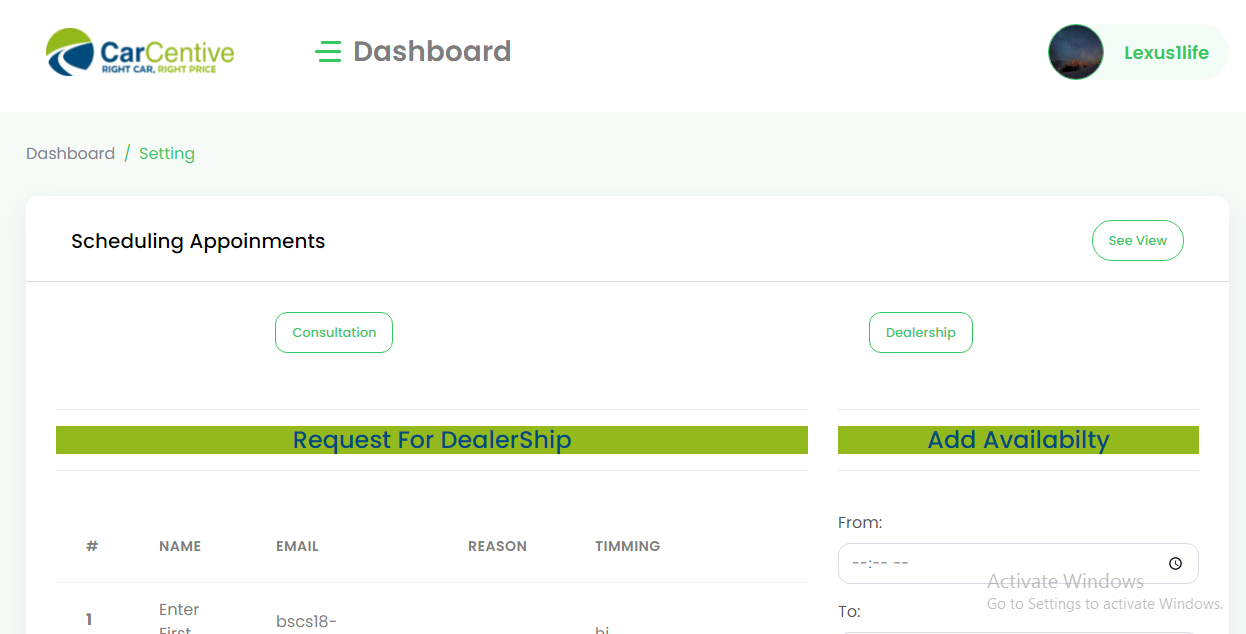 CarCentive
RIGHT CAR, RIGHT PRICE
Dashboard
Lexus1life
Dashboard / Setting
Scheduling Appoinments
See View
Consultation
Dealership
Request For DealerShip
Add Availabilty
From:
--:-- --
# NAME EMAIL REASON TIMMING
Activate Windows
Go to Settings to activate Windows.
To:
1 Enter
First
bscs18-
hi